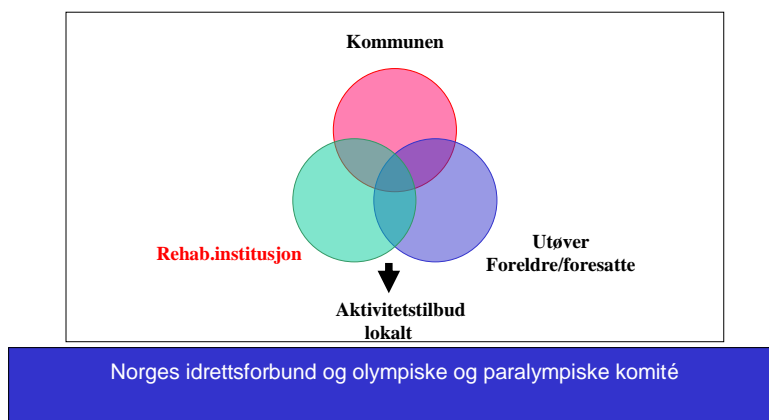 Kommunen
Rehab.institusjon
Utøver
Foreldre/foresatte
Aktivitetstilbud
lokalt
Norges idrettsforbund og olympiske og paralympiske komité